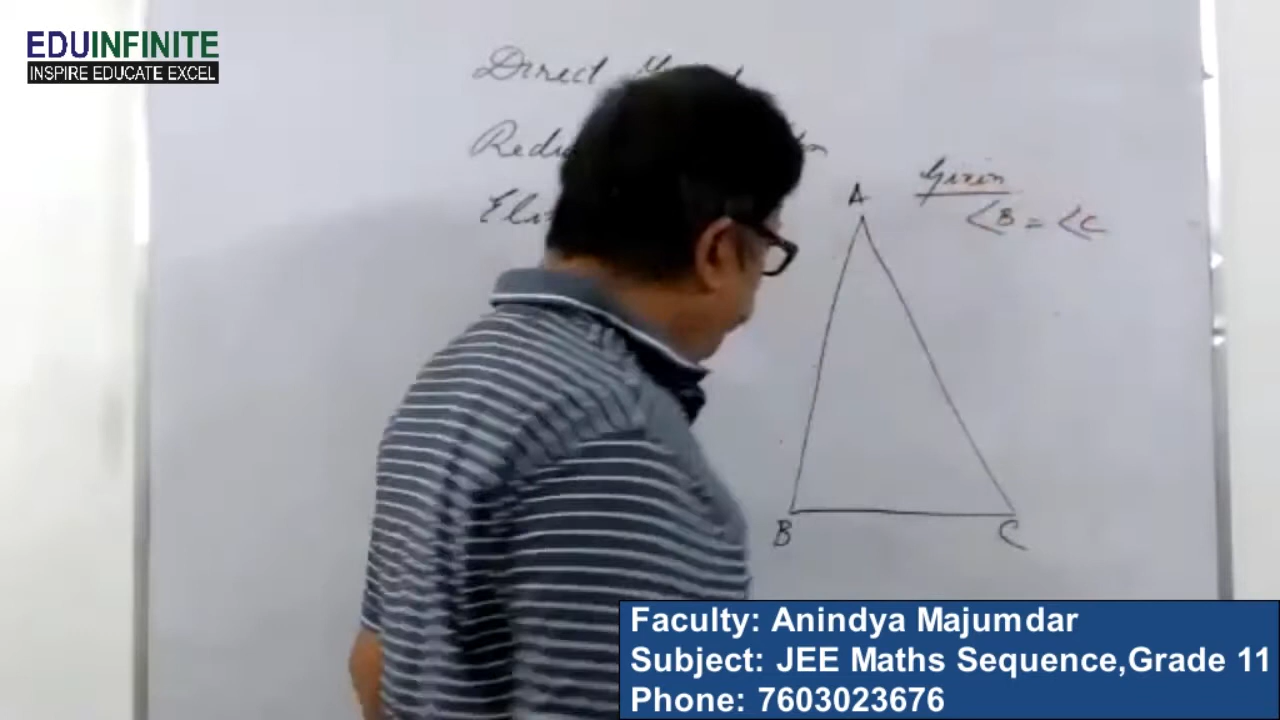 EDUINFINITE
INSPIRE EDUCATE EXCEL
Direct
Given
∠B = ∠C
A
B
C
Faculty: Anindya Majumdar
Subject: JEE Maths Sequence,Grade 11
Phone: 7603023676